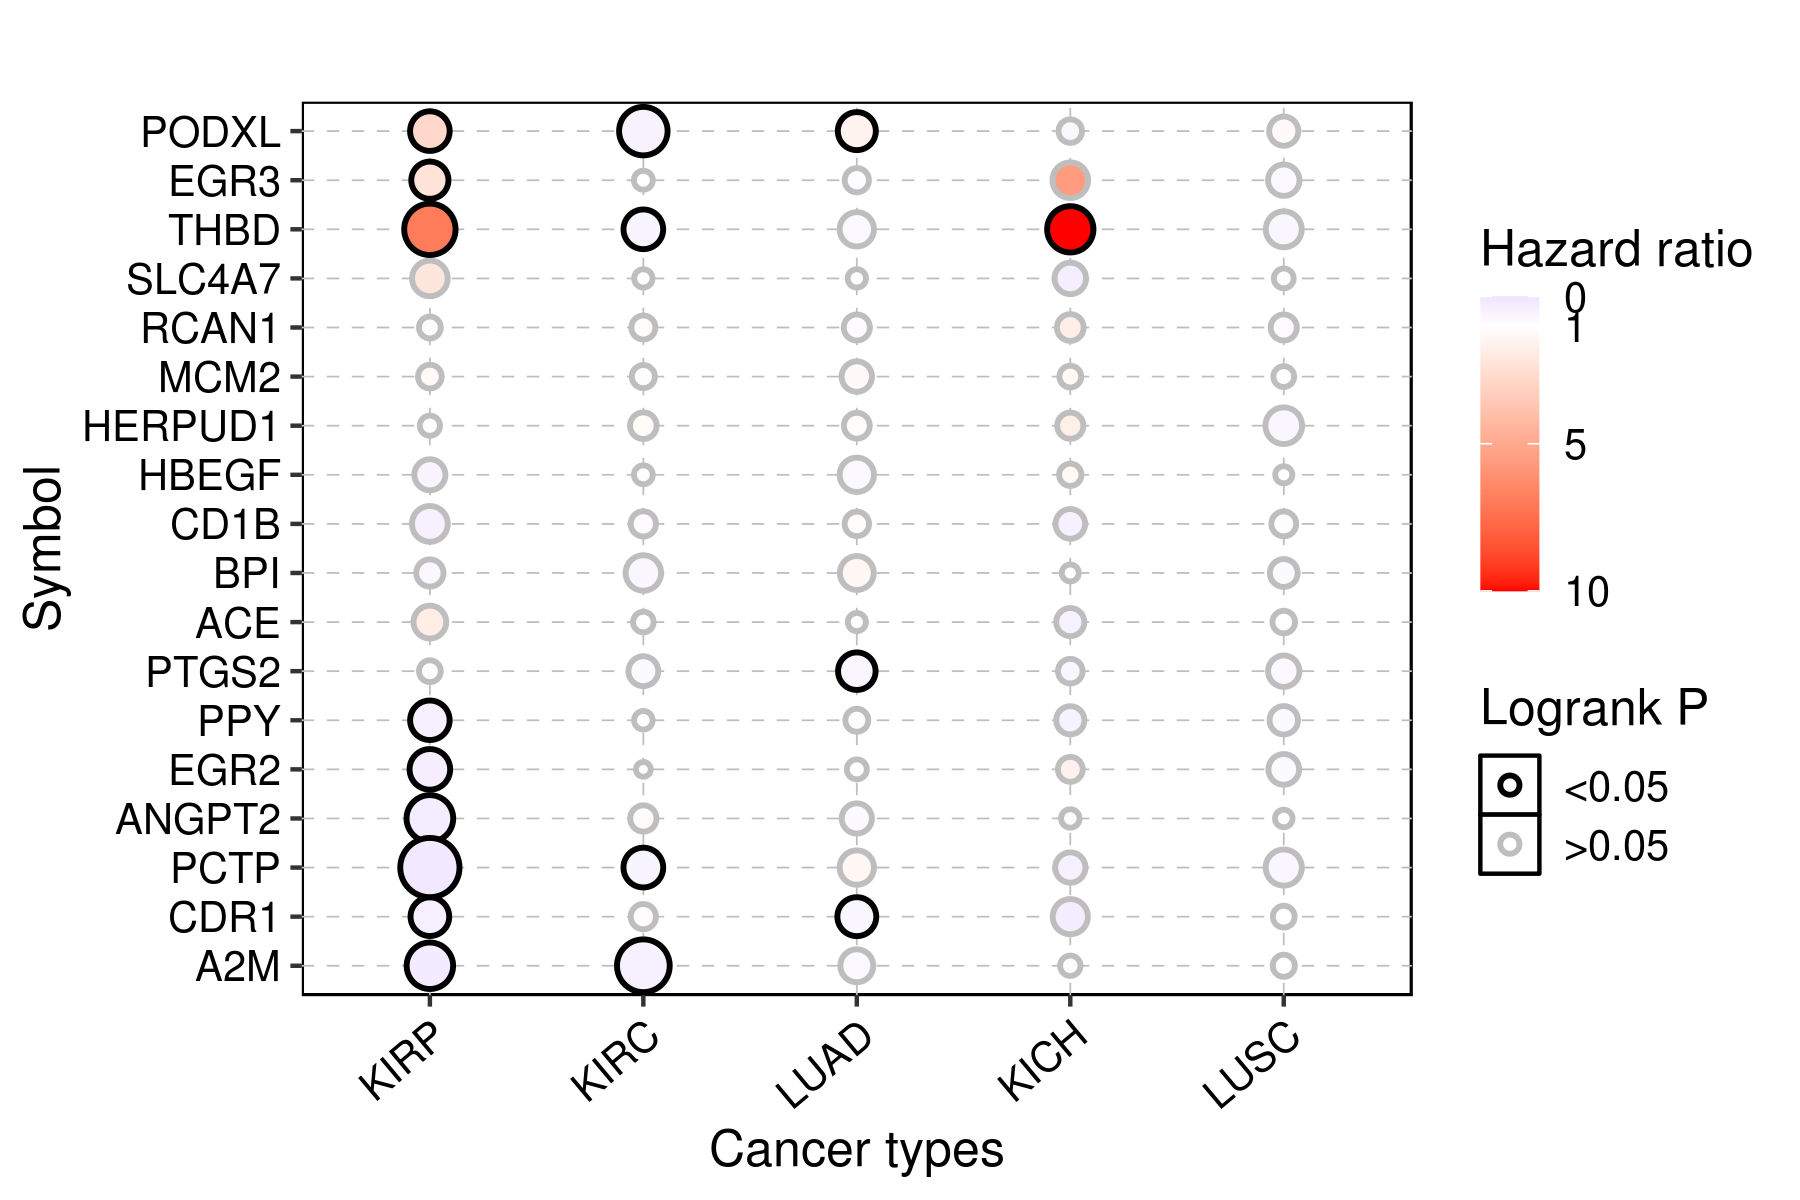 PODXL
EGR3
THBD
SLC4A7
RCAN1
MCM2
HERPUD1
HBEGF
CD1B
BPI
ACE
PTGS2
PPY
EGR2
ANGPT2
PCTP
CDR1
A2M
Symbol
KIRP
KIRC
LUAD
KICH
LUSC
Cancer types
Hazard ratio
0
1
5
10
Logrank P
<0.05
>0.05